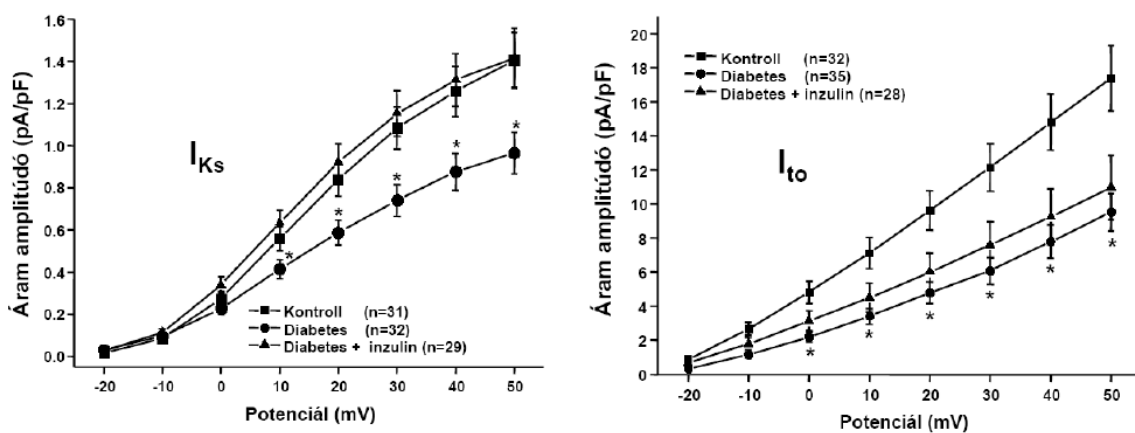 Áram amplitúdó (pA/pF)
1.6
1.4
1.2
1.0
0.8
0.6
0.4
0.2
0.0
I_Ks
*
*
*
*
*
Kontroll (n=31)
Diabetes (n=32)
Diabetes + inzulin (n=29)
-20 -10 0 10 20 30 40 50
Potenciál (mV)
Áram amplitúdó (pA/pF)
20
18
16
14
12
10
8
6
4
2
0
Kontroll (n=32)
Diabetes (n=35)
Diabetes + inzulin (n=28)
I_to
*
*
*
*
*
*
-20 -10 0 10 20 30 40 50
Potenciál (mV)